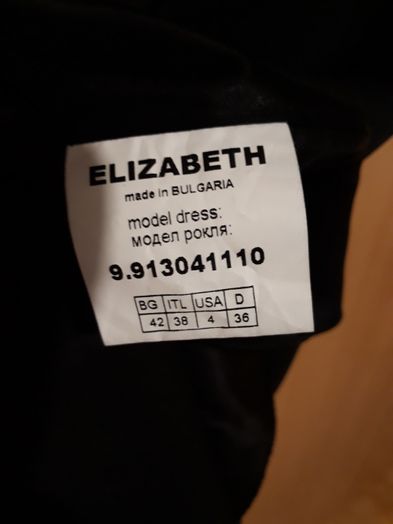 ELIZABETH
made in BULGARIA
model dress:
модел рокля:
9.913041110
BG ITL USA D
42 38 4 36